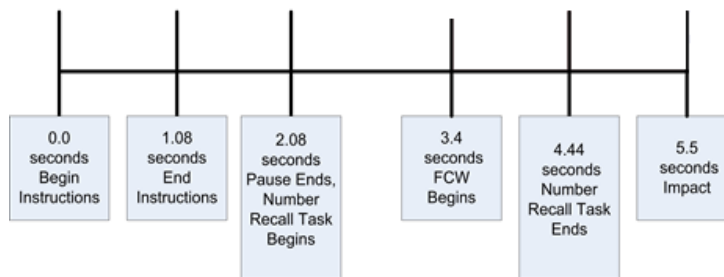 0.0
seconds
Begin
Instructions
1.08
seconds
End
Instructions
2.08
seconds
Pause Ends,
Number
Recall Task
Begins
3.4
seconds
FCW
Begins
4.44
seconds
Number
Recall Task
Ends
5.5
seconds
Impact